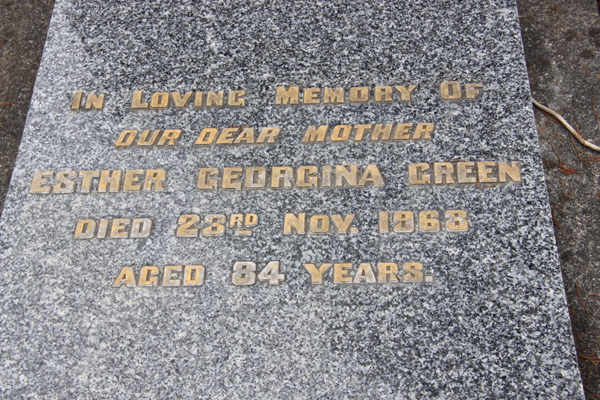 In Loving Memory Of
OUR DEAR MOTHER
ESTHER GEORGINA GREEN
DIED 23RD NOV. 1963
AGED 84 YEARS.